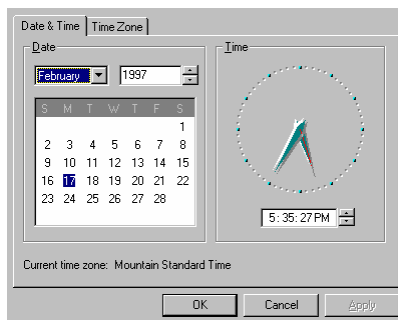 Date & Time Time Zone
Date
February 1997
S M T W T F S
1
2 3 4 5 6 7 8
9 10 11 12 13 14 15
16 17 18 19 20 21 22
23 24 25 26 27 28
Time
5:35:27 PM
Current time zone: Mountain Standard Time
OK Cancel Apply